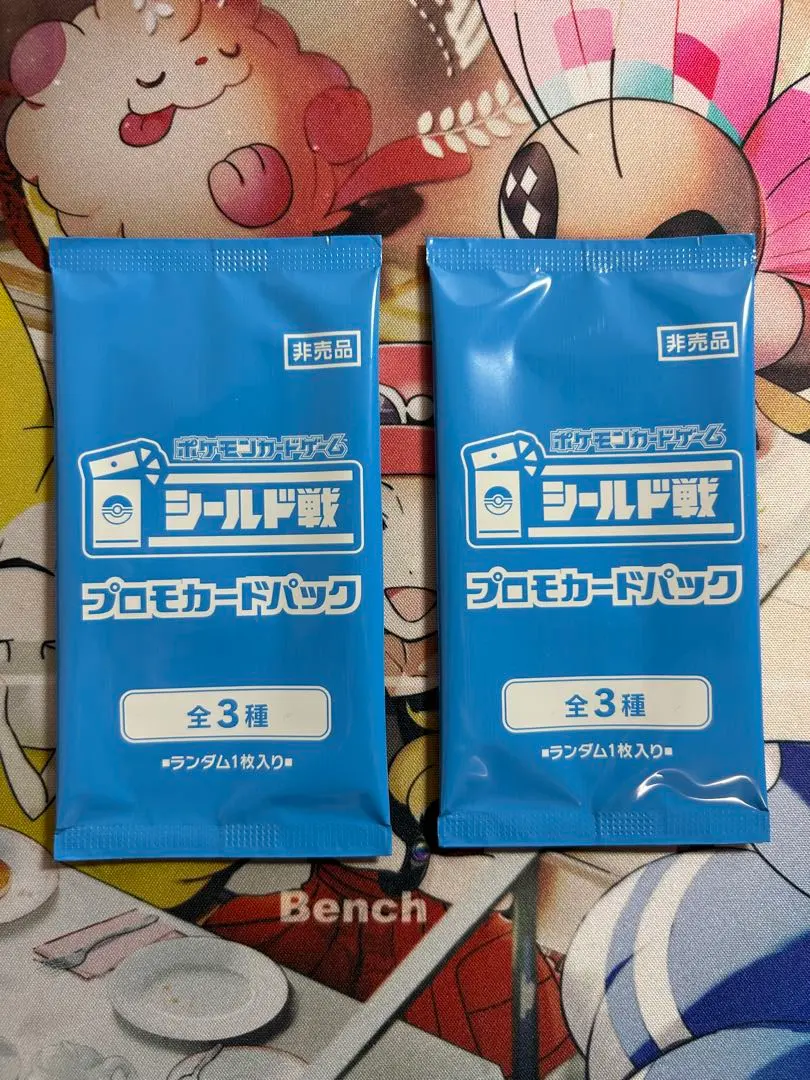 非売品
ポケモンカードゲーム
シールド戦
プロモカードパック
全3種
■ランダム1枚入り■
非売品
ポケモンカードゲーム
シールド戦
プロモカードパック
全3種
■ランダム1枚入り■
Bench